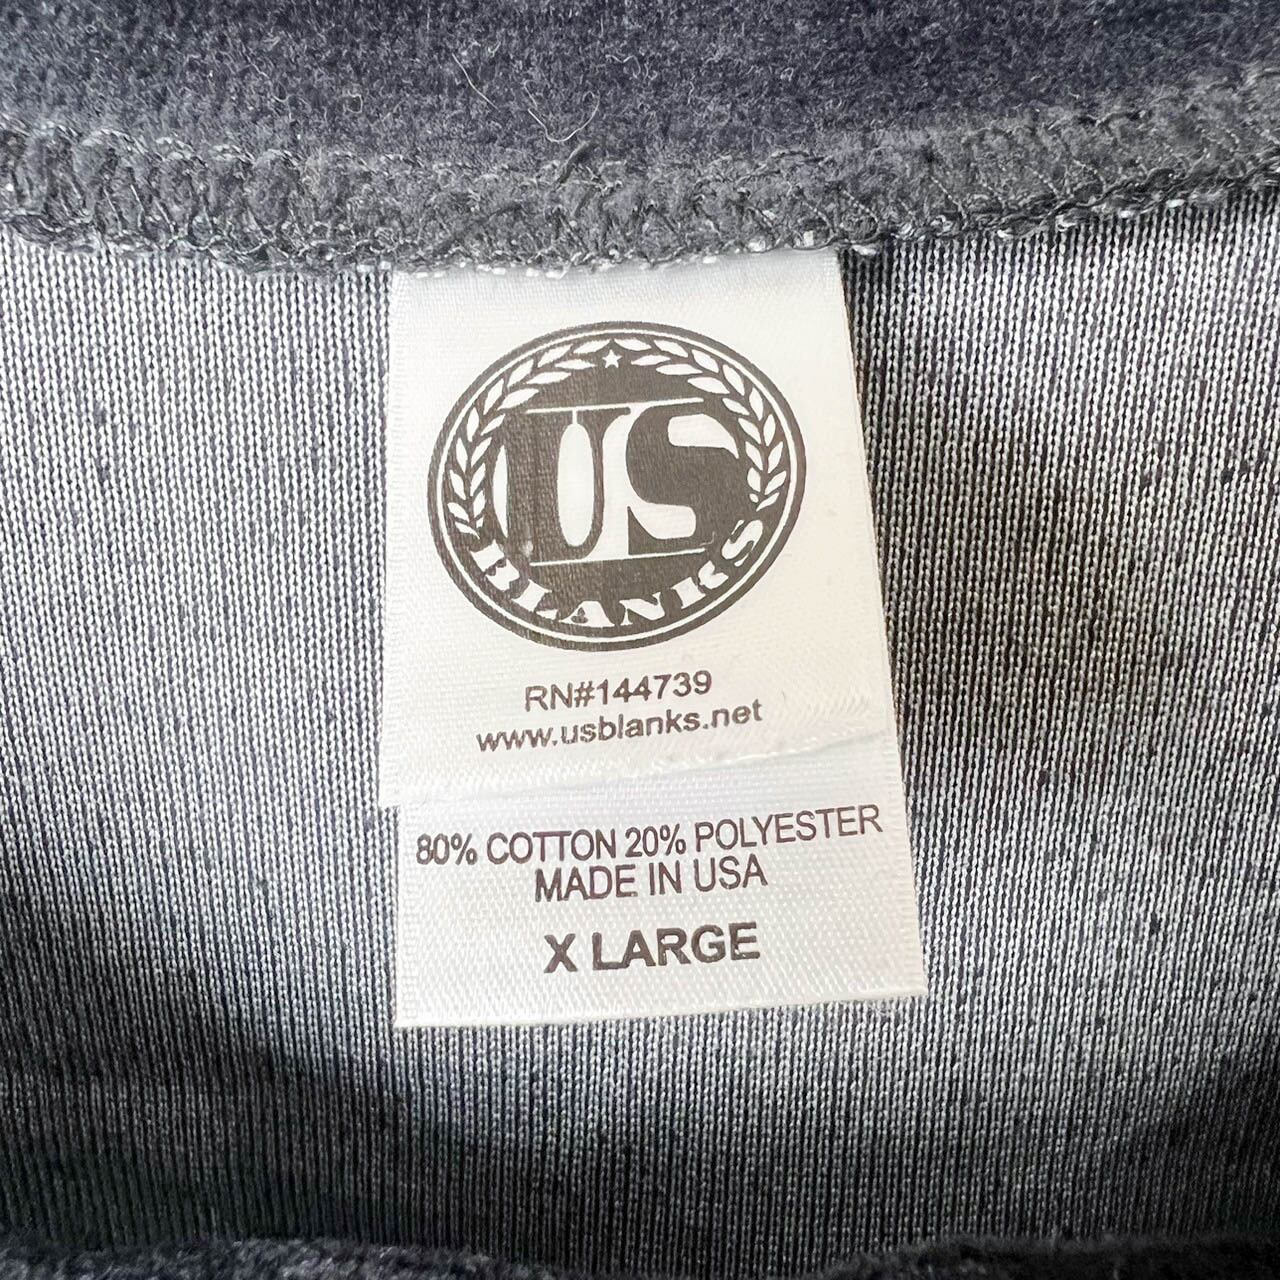 US
BLANKS
RN#144739
www.usblanks.net
80% COTTON 20% POLYESTER
MADE IN USA
X LARGE